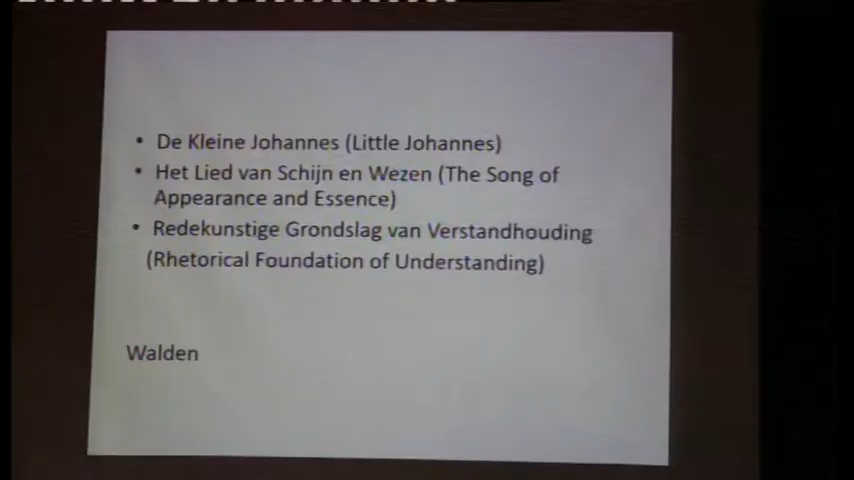 • De Kleine Johannes (Little Johannes)
• Het Lied van Schijn en Wezen (The Song of
Appearance and Essence)
• Redekunstige Grondslag van Verstandhouding
(Rhetorical Foundation of Understanding)
Walden